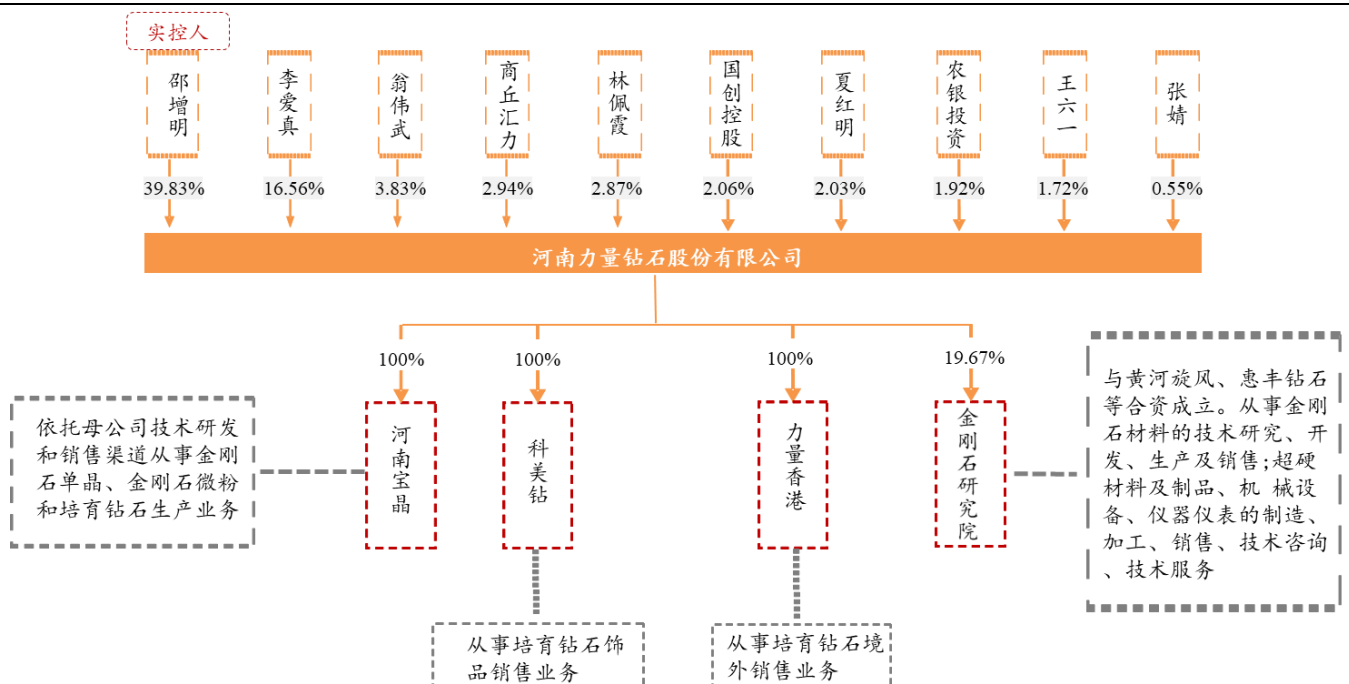 实控人
邵增明
李爱真
翁伟武
商丘汇力
林佩霞
国创控股
夏红明
农银投资
王六一
张婧
39.83%
16.56%
3.83%
2.94%
2.87%
2.06%
2.03%
1.92%
1.72%
0.55%
河南力量钻石股份有限公司
100%
100%
100%
19.67%
依托母公司技术研发
和销售渠道从事金刚
石单晶、金刚石微粉
和培育钻石生产业务
河南宝晶
科美钻
力量香港
金刚石研究院
与黄河旋风、惠丰钻石
等合资成立。从事金刚
石材料的技术研究、开
发、生产及销售;超硬
材料及制品、机 械设
备、仪器仪表的制造、
加工、销售、技术咨询
、技术服务
从事培育钻石饰
品销售业务
从事培育钻石境
外销售业务